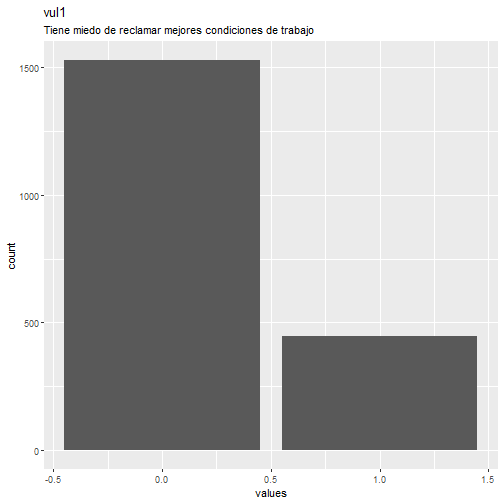 vul1
Tiene miedo de reclamar mejores condiciones de trabajo
1500
1000
500
0
count
-0.5
0.0
0.5
1.0
1.5
values